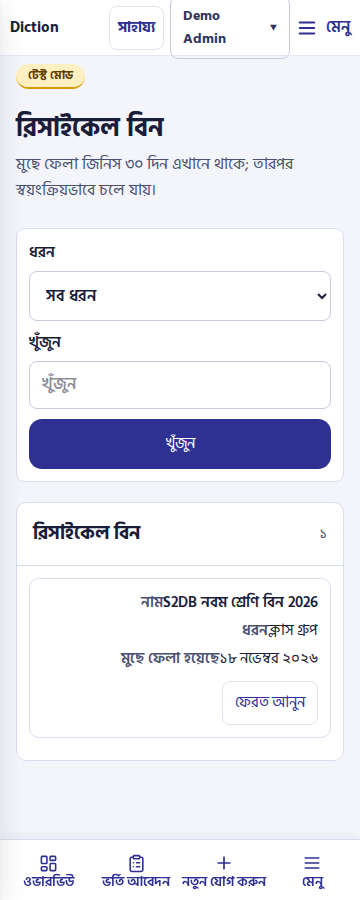 Diction
সাহায্য
Demo
Admin
মেনু
টেস্ট মোড
রিসাইকেল বিন
মুছে ফেলা জিনিস ৩০ দিন এখানে থাকে; তারপর
স্বয়ংক্রিয়ভাবে চলে যায়।
ধরন
সব ধরন
খুঁজুন
খুঁজুন
খুঁজুন
রিসাইকেল বিন
১
নামS2DB নবম শ্রেণি বিন 2026
ধরনক্লাস গ্রুপ
মুছে ফেলা হয়েছে১৮ নভেম্বর ২০২৬
ফেরত আনুন
ওভারভিউ
ভর্তি আবেদন
নতুন যোগ করুন
মেনু